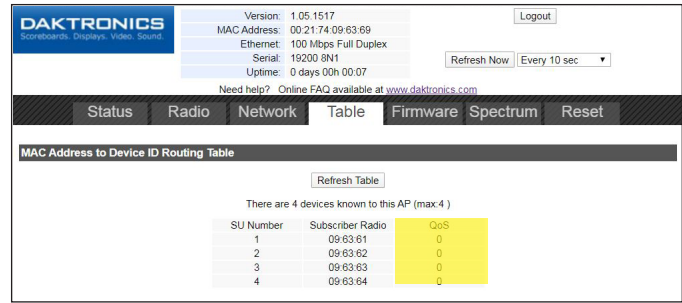 DAKTRONICS
Scoreboards. Displays. Video. Sound.
Version: 1.05.1517
MAC Address: 00:21:74:09:63:69
Ethernet: 100 Mbps Full Duplex
Serial: 19200 8N1
Uptime: 0 days 00h 00:07
Logout
Refresh Now Every 10 sec
Need help? Online FAQ available at www.daktronics.com
Status Radio Network Table Firmware Spectrum Reset
MAC Address to Device ID Routing Table
Refresh Table
There are 4 devices known to this AP (max:4 )
SU Number Subscriber Radio QoS
1 09:63:61 0
2 09:63:62 0
3 09:63:63 0
4 09:63:64 0